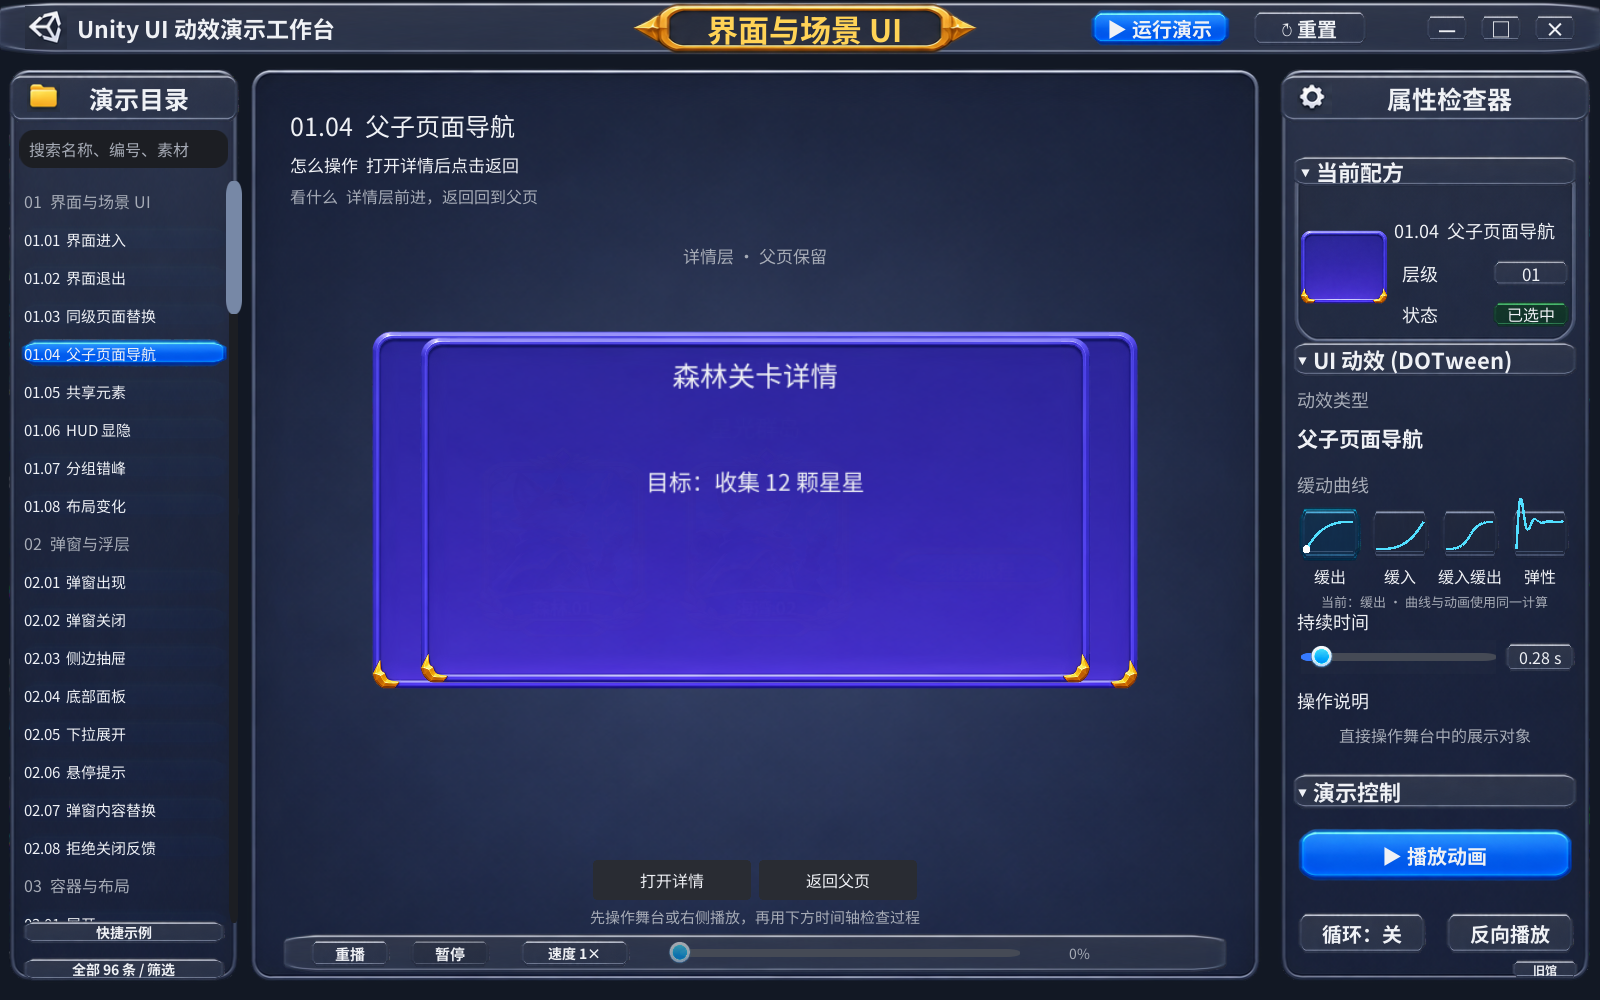 Unity UI 动效演示工作台
界面与场景 UI
▶ 运行演示
↻ 重置
演示目录
搜索名称、编号、素材
01 界面与场景 UI
01.01 界面进入
01.02 界面退出
01.03 同级页面替换
01.04 父子页面导航
01.05 共享元素
01.06 HUD 显隐
01.07 分组错峰
01.08 布局变化
02 弹窗与浮层
02.01 弹窗出现
02.02 弹窗关闭
02.03 侧边抽屉
02.04 底部面板
02.05 下拉展开
02.06 悬停提示
02.07 弹窗内容替换
02.08 拒绝关闭反馈
03 容器与布局
快捷示例
全部 96 条 / 筛选
01.04 父子页面导航
怎么操作 打开详情后点击返回
看什么 详情层前进，返回回到父页
详情层 · 父页保留
森林关卡详情
目标：收集 12 颗星星
打开详情
返回父页
先操作舞台或右侧播放，再用下方时间轴检查过程
重播
暂停
速度 1×
0%
属性检查器
▼ 当前配方
01.04 父子页面导航
层级
01
状态
已选中
▼ UI 动效 (DOTween)
动效类型
父子页面导航
缓动曲线
缓出
缓入
缓入缓出
弹性
当前：缓出 · 曲线与动画使用同一计算
持续时间
0.28 s
操作说明
直接操作舞台中的展示对象
▼ 演示控制
▶ 播放动画
循环：关
反向播放
旧馆